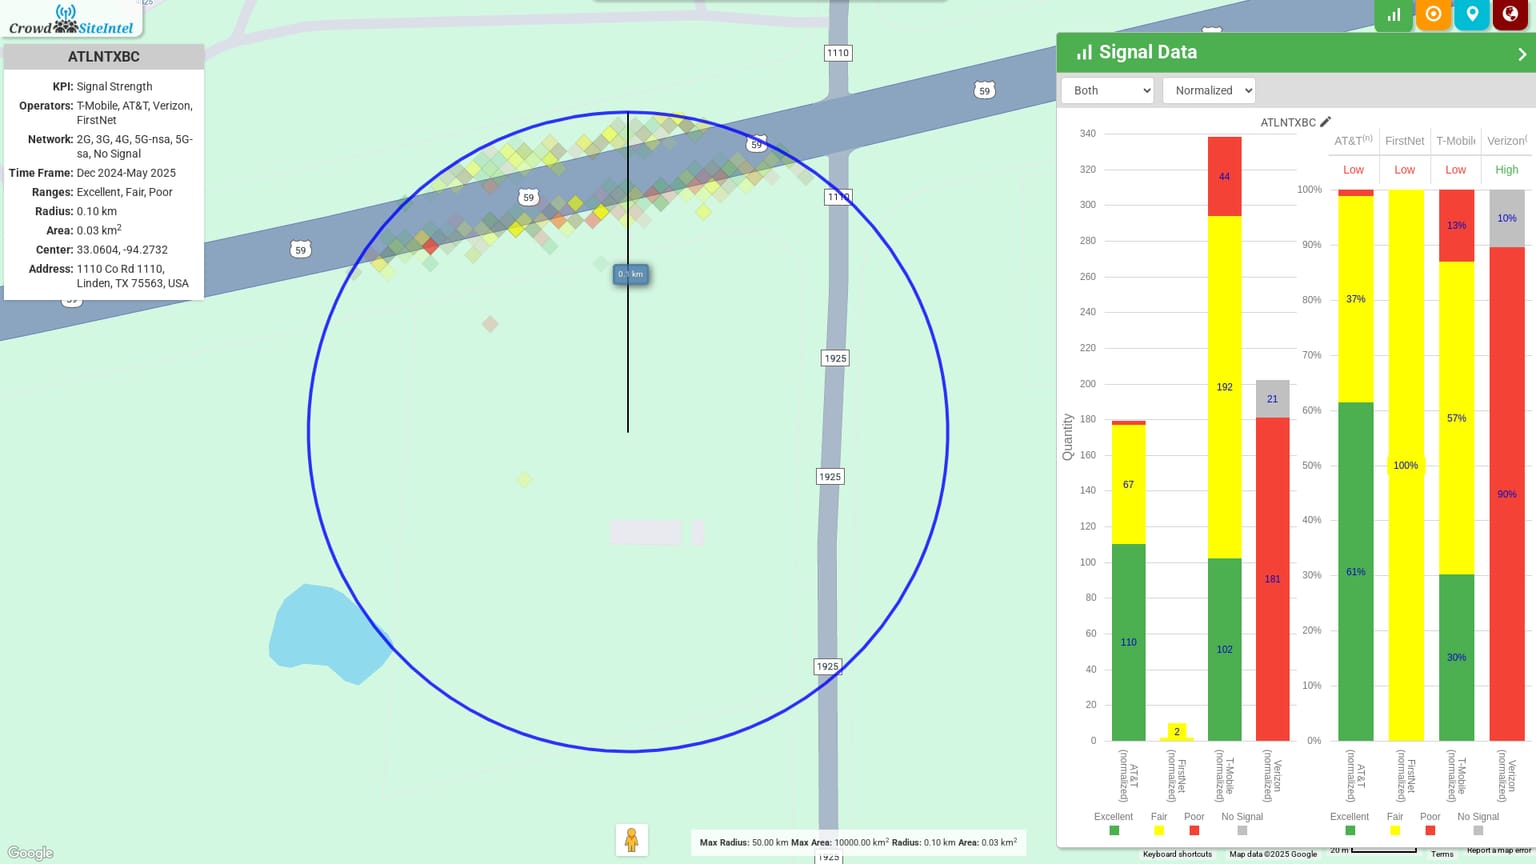 CrowdSiteIntel
ATLNTXBC
KPI: Signal Strength
Operators: T-Mobile, AT&T, Verizon,
FirstNet
Network: 2G, 3G, 4G, 5G-nsa, 5G-
sa, No Signal
Time Frame: Dec 2024-May 2025
Ranges: Excellent, Fair, Poor
Radius: 0.10 km
Area: 0.03 km²
Center: 33.0604, -94.2732
Address: 1110 Co Rd 1110,
Linden, TX 75563, USA
1110
59
59
59
59
59
1110
0.1 km
1925
1925
1925
1925
Google
Max Radius: 50.00 km Max Area: 10000.00 km² Radius: 0.10 km Area: 0.03 km²
Signal Data
Both
Normalized
ATLNTXBC
Quantity
340
320
300
280
260
240
220
200
180
160
140
120
100
80
60
40
20
0
67
110
2
44
192
102
21
181
AT&T (normalized)
FirstNet (normalized)
T-Mobile (normalized)
Verizon (normalized)
Excellent Fair Poor No Signal
AT&T(n) FirstNet T-Mobile Verizon(
Low Low Low High
100%
90%
80%
70%
60%
50%
40%
30%
20%
10%
0%
37%
61%
100%
13%
57%
30%
10%
90%
AT&T (normalized)
FirstNet (normalized)
T-Mobile (normalized)
Verizon (normalized)
Excellent Fair Poor No Signal
Keyboard shortcuts Map data ©2025 Google 20 m Terms Report a map error